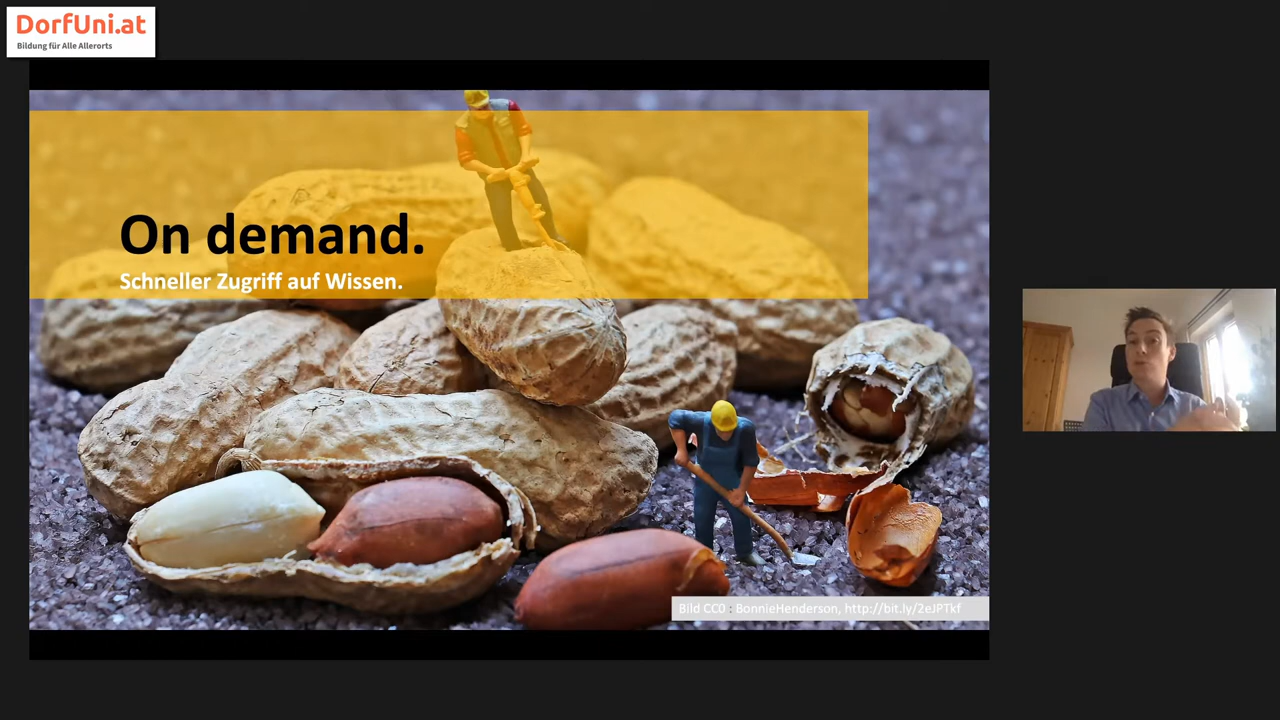 DorfUni.at
Bildung für Alle Allerorts
On demand.
Schneller Zugriff auf Wissen.
Bild CC0 : BonnieHenderson, http://bit.ly/2eJPTkf